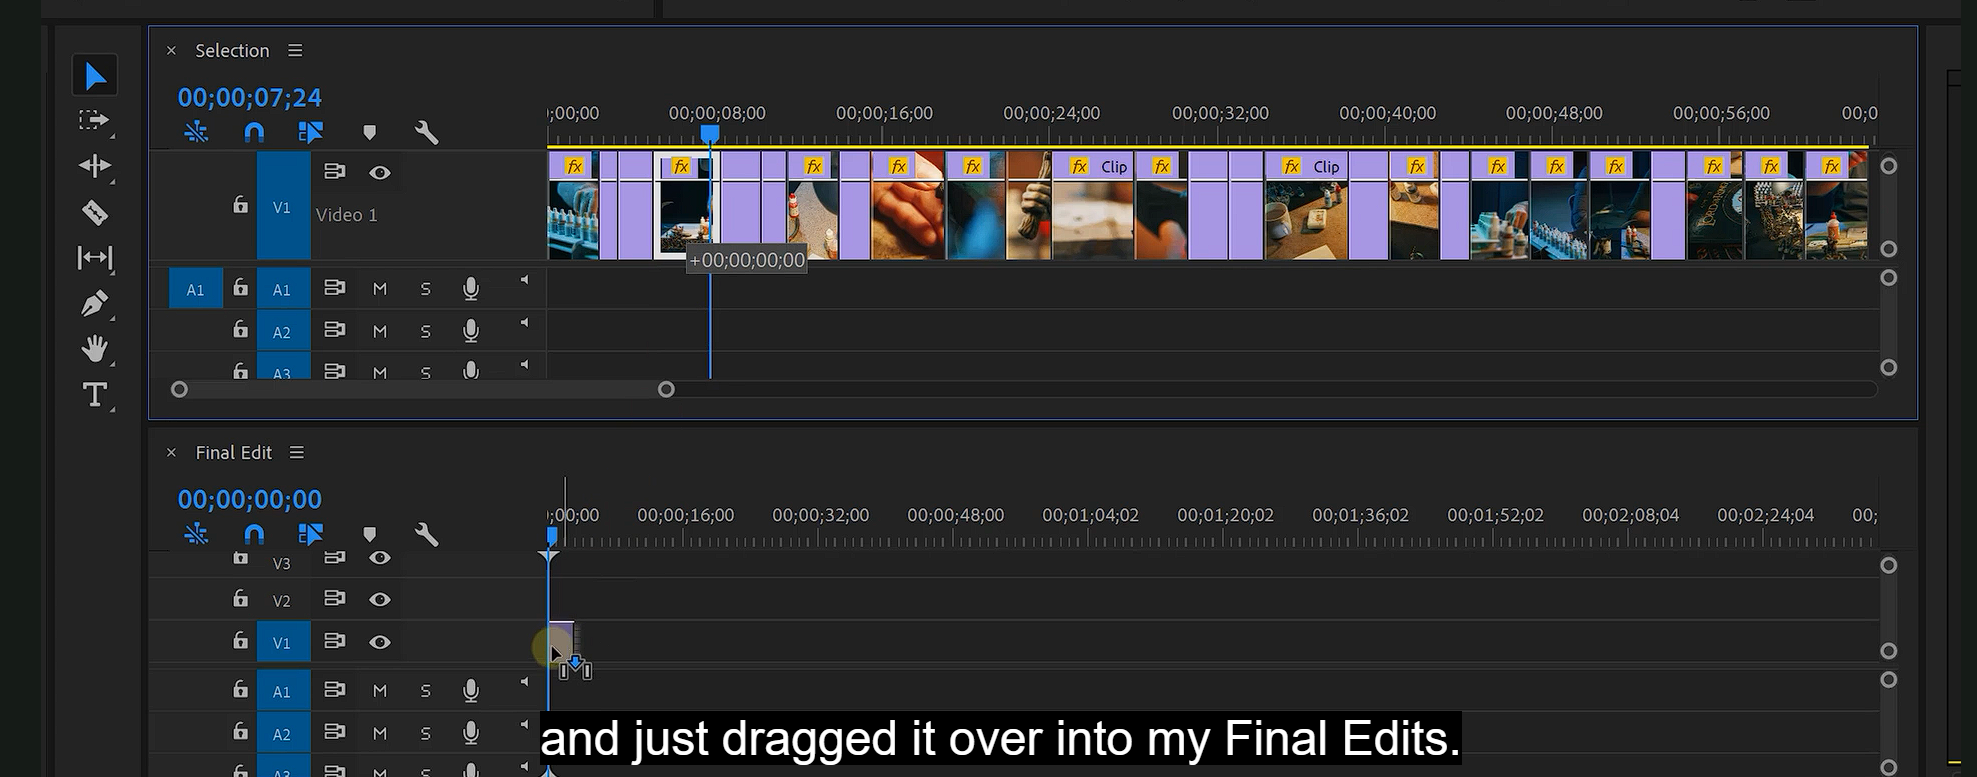 × Selection
00;00;07;24
;00;00 00;00;08;00 00;00;16;00 00;00;24;00 00;00;32;00 00;00;40;00 00;00;48;00 00;00;56;00 00;0
fx fx fx fx fx fx Clip fx fx Clip fx fx fx fx fx fx fx
V1 Video 1
+00;00;00;00
A1 A1 M S
A2 M S
A3 M S
T
× Final Edit
00;00;00;00
;00;00 00;00;16;00 00;00;32;00 00;00;48;00 00;01;04;02 00;01;20;02 00;01;36;02 00;01;52;02 00;02;08;04 00;02;24;04 00;
V3
V2
V1
A1 M S
A2 M S
and just dragged it over into my Final Edits.
A3 M S